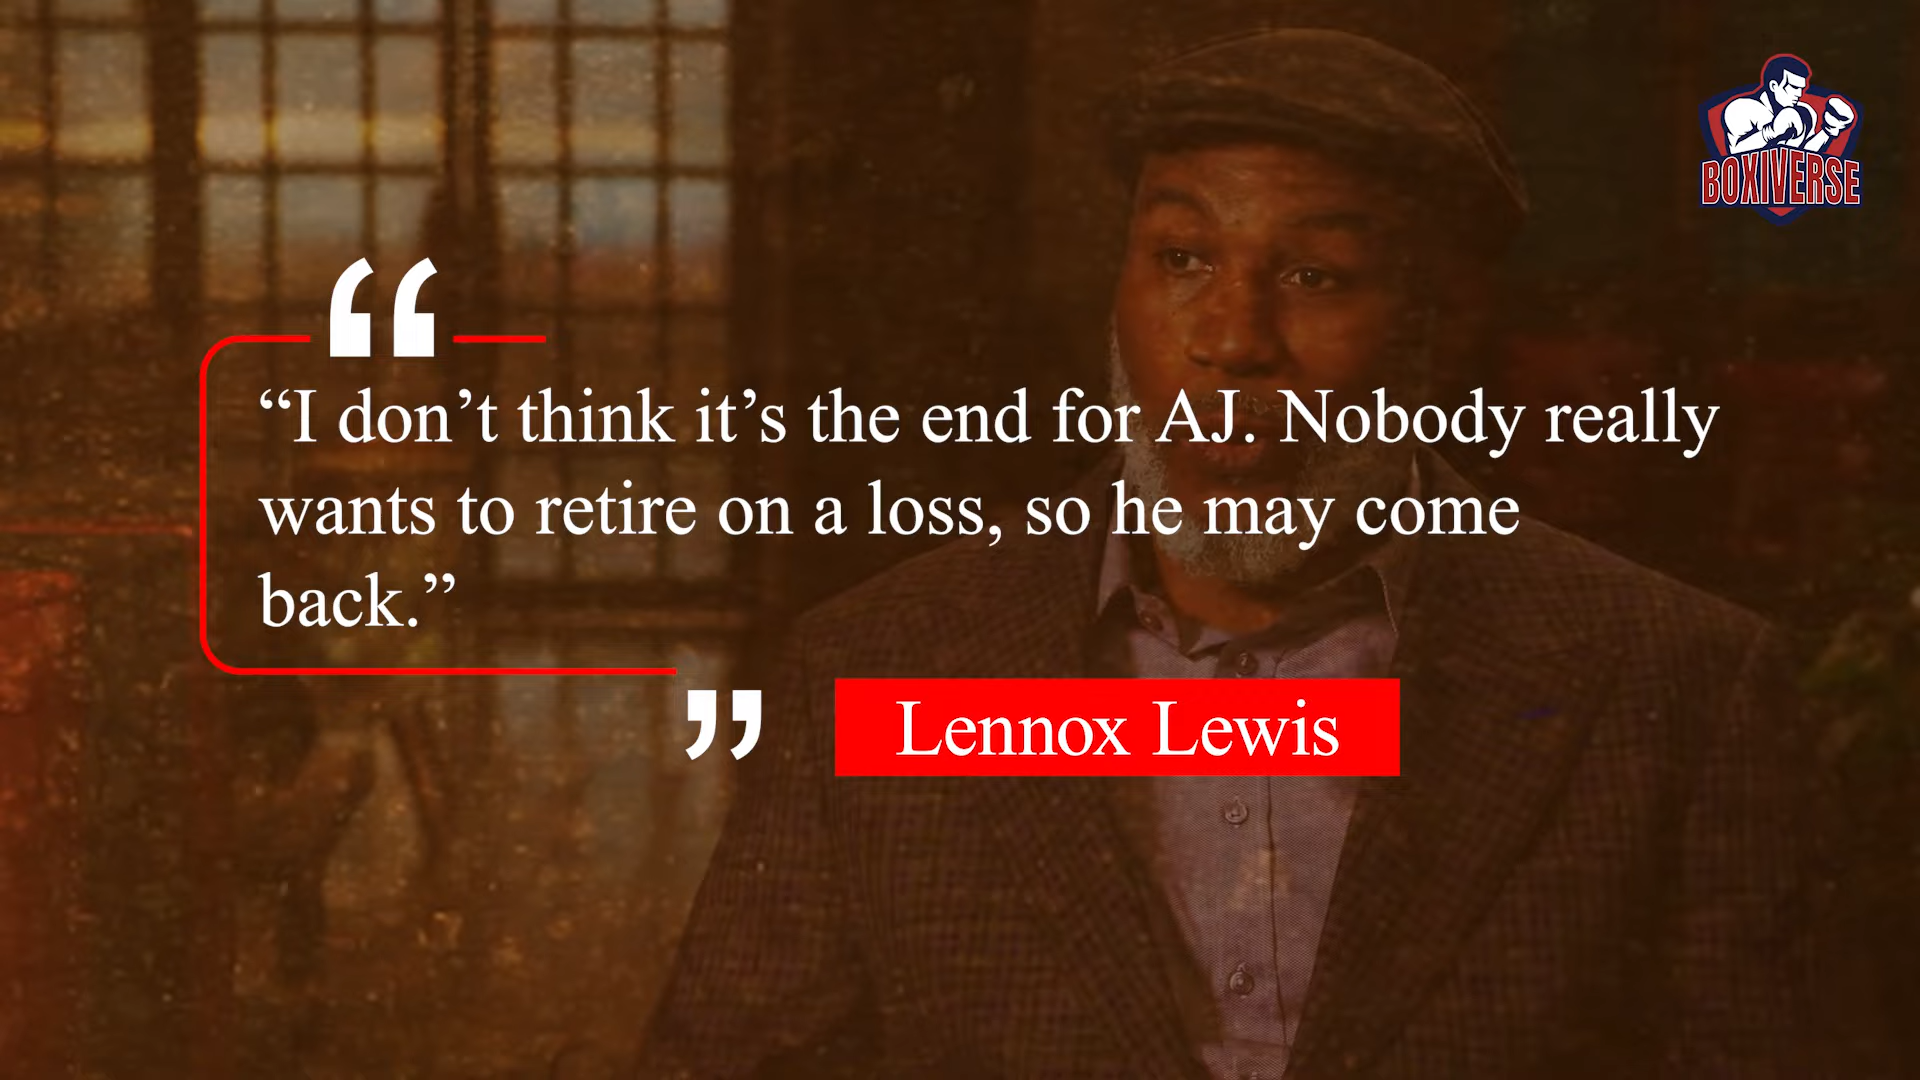 BOXIVERSE
“I don’t think it’s the end for AJ. Nobody really
wants to retire on a loss, so he may come
back.”
Lennox Lewis